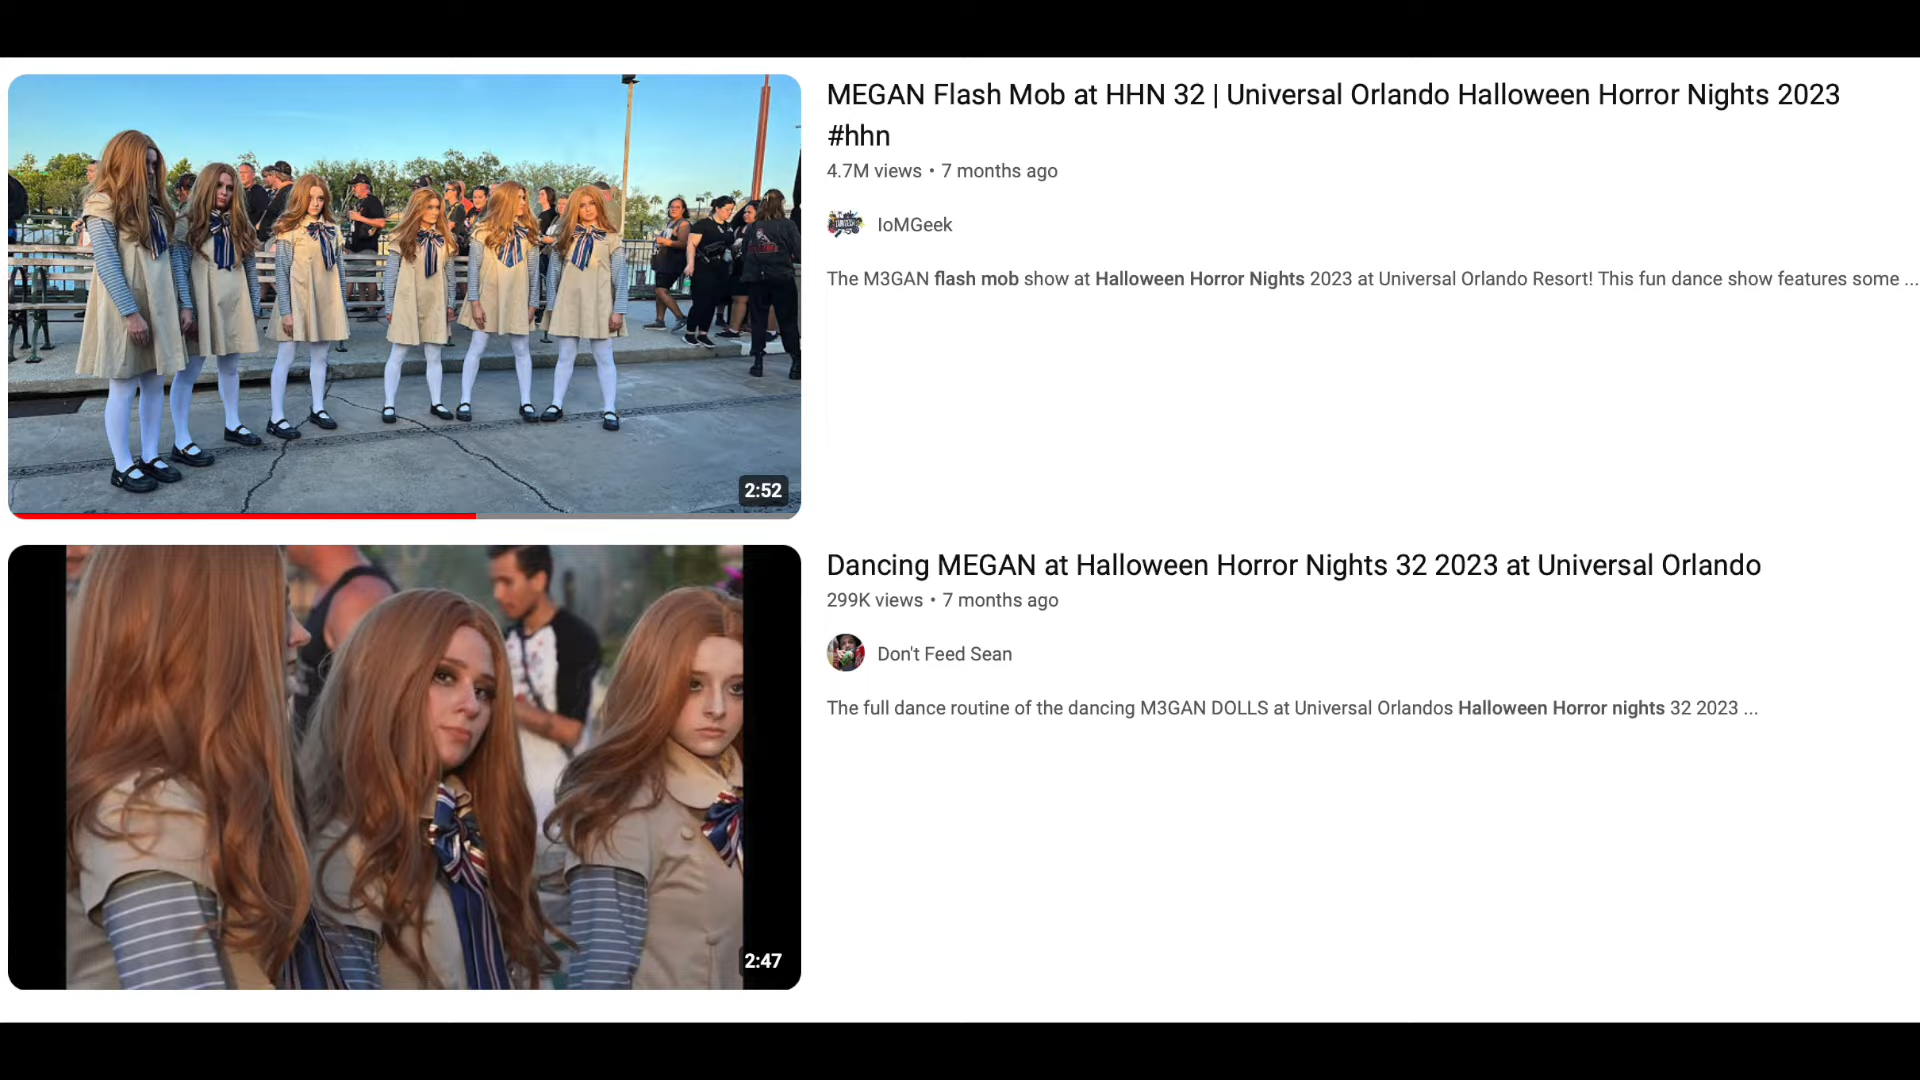 MEGAN Flash Mob at HHN 32 | Universal Orlando Halloween Horror Nights 2023
#hhn
4.7M views • 7 months ago
IoMGeek
The M3GAN flash mob show at Halloween Horror Nights 2023 at Universal Orlando Resort! This fun dance show features some ...
2:52
Dancing MEGAN at Halloween Horror Nights 32 2023 at Universal Orlando
299K views • 7 months ago
Don't Feed Sean
The full dance routine of the dancing M3GAN DOLLS at Universal Orlandos Halloween Horror nights 32 2023 ...
2:47